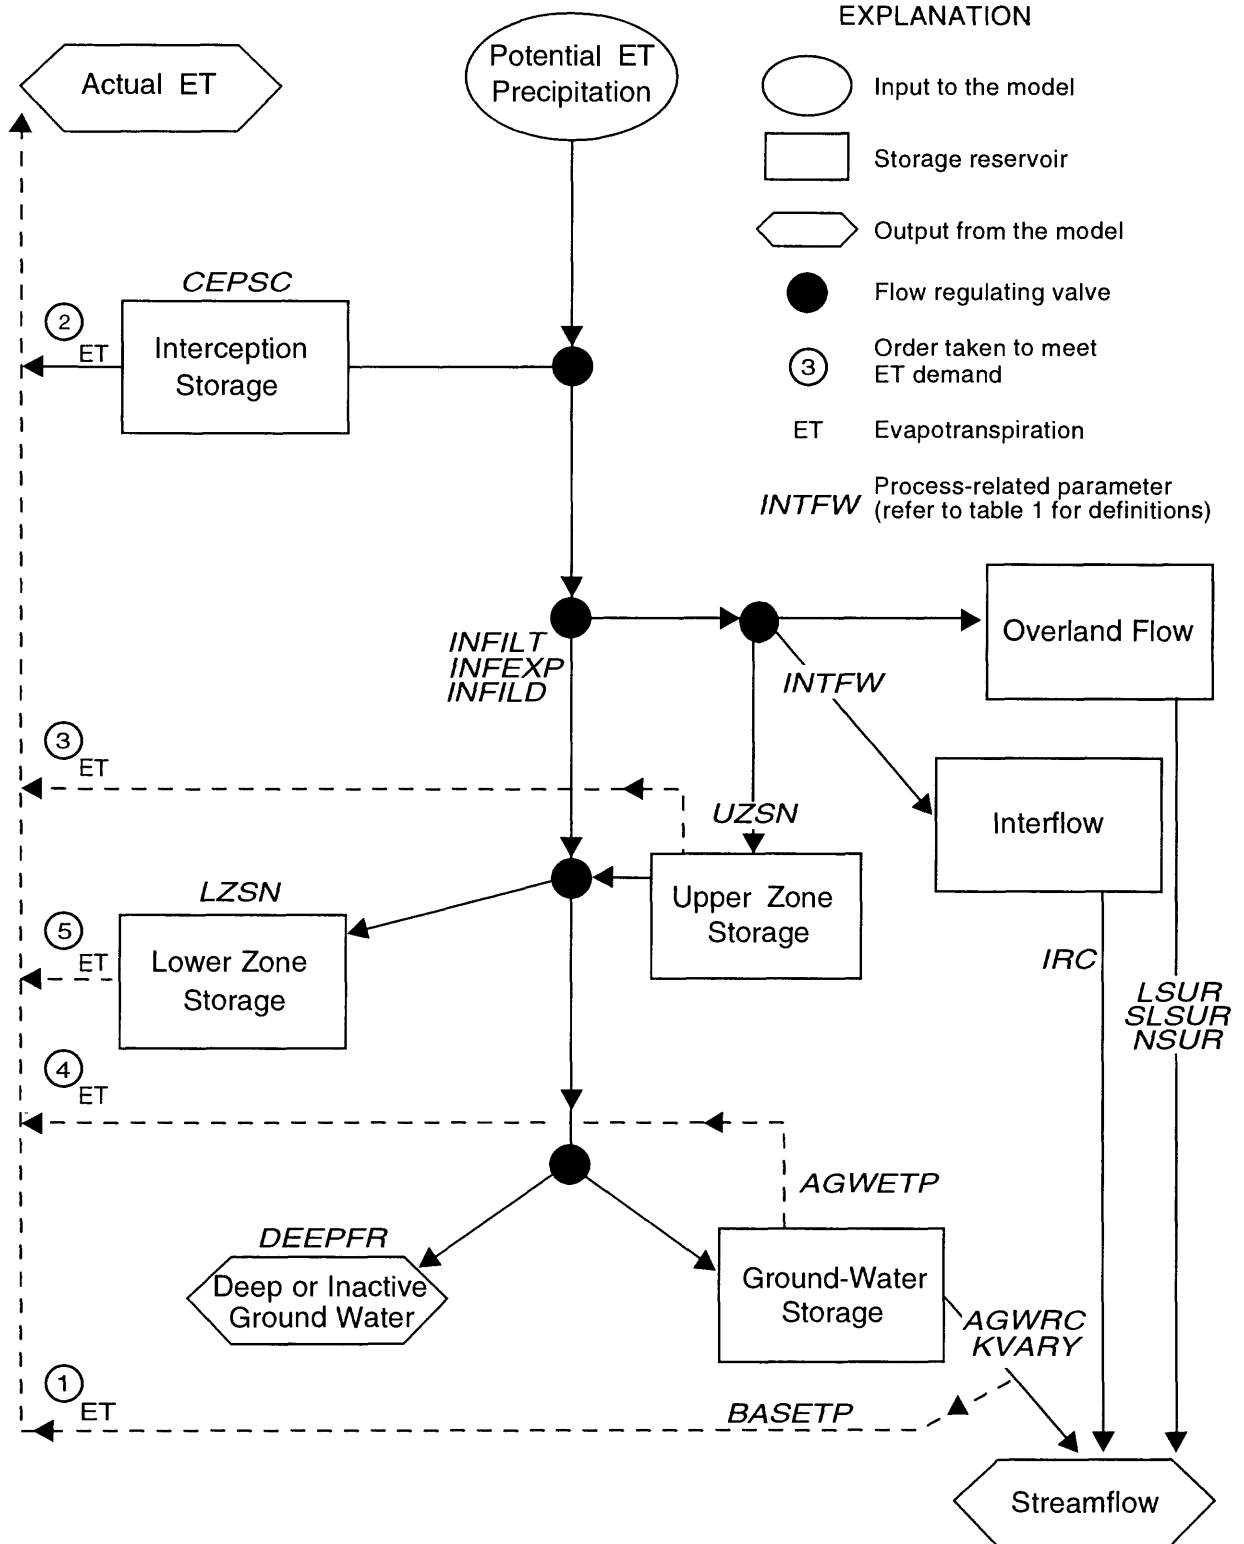 EXPLANATION
Potential ET
Precipitation
Actual ET
Input to the model
Storage reservoir
Output from the model
Flow regulating valve
3
Order taken to meet
ET demand
ET
Evapotranspiration
INTFW
Process-related parameter
(refer to table 1 for definitions)
CEPSC
2
ET
Interception
Storage
INFILT
INFEXP
INFILD
INTFW
Overland Flow
3
ET
UZSN
Interflow
LZSN
Upper Zone
Storage
5
ET
Lower Zone
Storage
IRC
LSUR
SLSUR
NSUR
4
ET
AGWETP
DEEPFR
Deep or Inactive
Ground Water
Ground-Water
Storage
AGWRC
KVARY
1
ET
BASETP
Streamflow